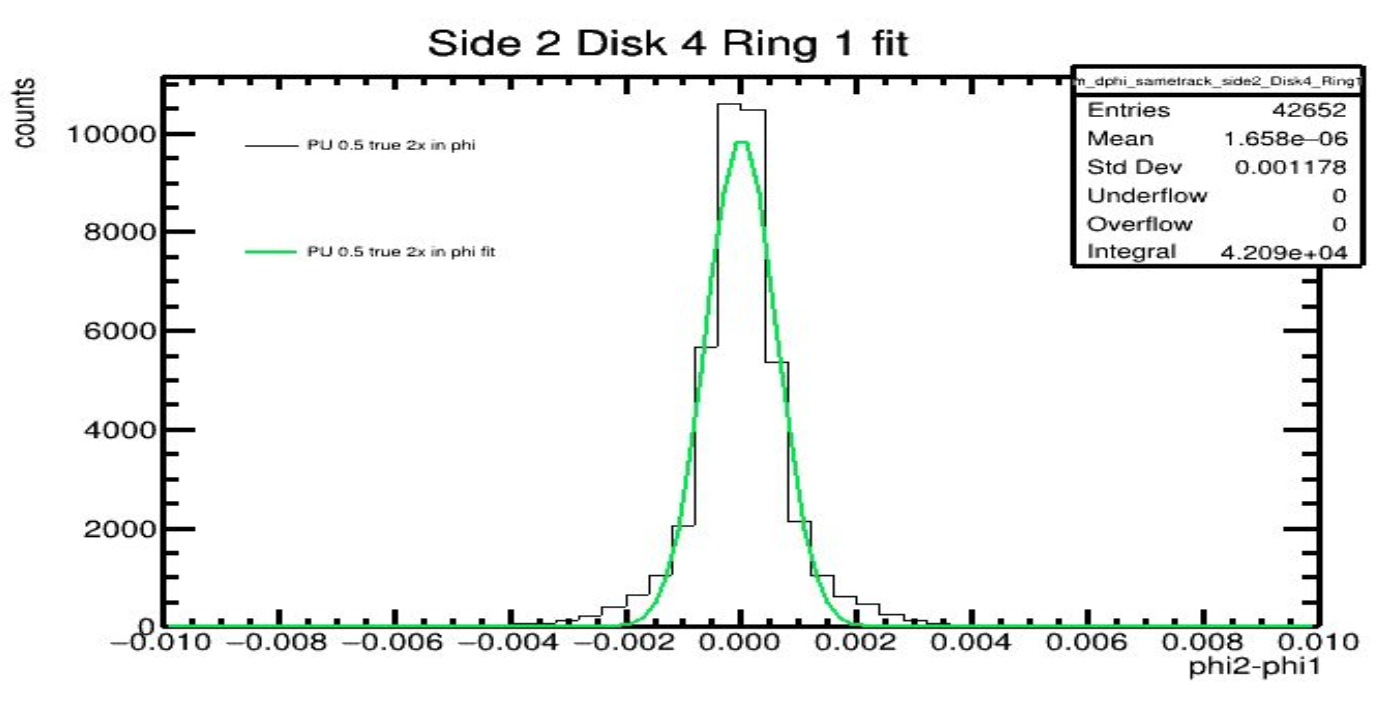 Side 2 Disk 4 Ring 1 fit
counts
m_dphi_sametrack_side2_Disk4_Ring1
Entries 42652
Mean 1.658e−06
Std Dev 0.001178
Underflow 0
Overflow 0
Integral 4.209e+04
PU 0.5 true 2x in phi
PU 0.5 true 2x in phi fit
10000
8000
6000
4000
2000
0
−0.010 −0.008 −0.006 −0.004 −0.002 0.000 0.002 0.004 0.006 0.008 0.010
phi2-phi1